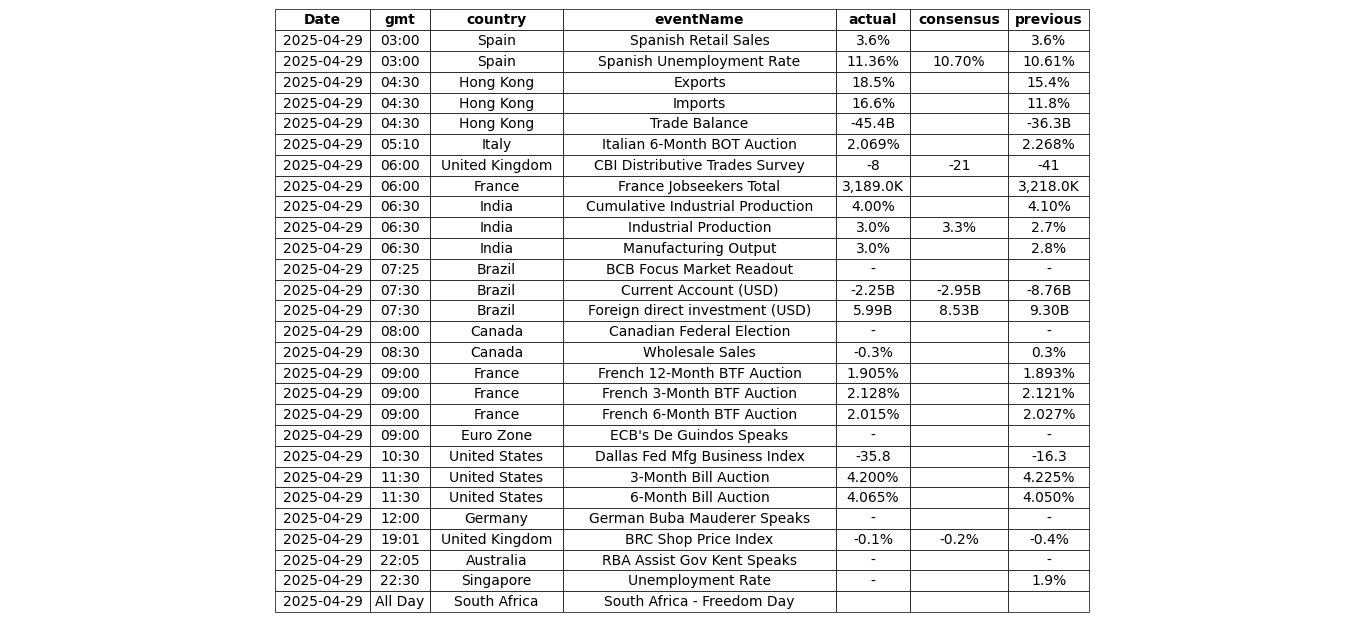 Date gmt country eventName actual consensus previous
2025-04-29 03:00 Spain Spanish Retail Sales 3.6% 3.6%
2025-04-29 03:00 Spain Spanish Unemployment Rate 11.36% 10.70% 10.61%
2025-04-29 04:30 Hong Kong Exports 18.5% 15.4%
2025-04-29 04:30 Hong Kong Imports 16.6% 11.8%
2025-04-29 04:30 Hong Kong Trade Balance -45.4B -36.3B
2025-04-29 05:10 Italy Italian 6-Month BOT Auction 2.069% 2.268%
2025-04-29 06:00 United Kingdom CBI Distributive Trades Survey -8 -21 -41
2025-04-29 06:00 France France Jobseekers Total 3,189.0K 3,218.0K
2025-04-29 06:30 India Cumulative Industrial Production 4.00% 4.10%
2025-04-29 06:30 India Industrial Production 3.0% 3.3% 2.7%
2025-04-29 06:30 India Manufacturing Output 3.0% 2.8%
2025-04-29 07:25 Brazil BCB Focus Market Readout - -
2025-04-29 07:30 Brazil Current Account (USD) -2.25B -2.95B -8.76B
2025-04-29 07:30 Brazil Foreign direct investment (USD) 5.99B 8.53B 9.30B
2025-04-29 08:00 Canada Canadian Federal Election - -
2025-04-29 08:30 Canada Wholesale Sales -0.3% 0.3%
2025-04-29 09:00 France French 12-Month BTF Auction 1.905% 1.893%
2025-04-29 09:00 France French 3-Month BTF Auction 2.128% 2.121%
2025-04-29 09:00 France French 6-Month BTF Auction 2.015% 2.027%
2025-04-29 09:00 Euro Zone ECB's De Guindos Speaks - -
2025-04-29 10:30 United States Dallas Fed Mfg Business Index -35.8 -16.3
2025-04-29 11:30 United States 3-Month Bill Auction 4.200% 4.225%
2025-04-29 11:30 United States 6-Month Bill Auction 4.065% 4.050%
2025-04-29 12:00 Germany German Buba Mauderer Speaks - -
2025-04-29 19:01 United Kingdom BRC Shop Price Index -0.1% -0.2% -0.4%
2025-04-29 22:05 Australia RBA Assist Gov Kent Speaks - -
2025-04-29 22:30 Singapore Unemployment Rate - 1.9%
2025-04-29 All Day South Africa South Africa - Freedom Day